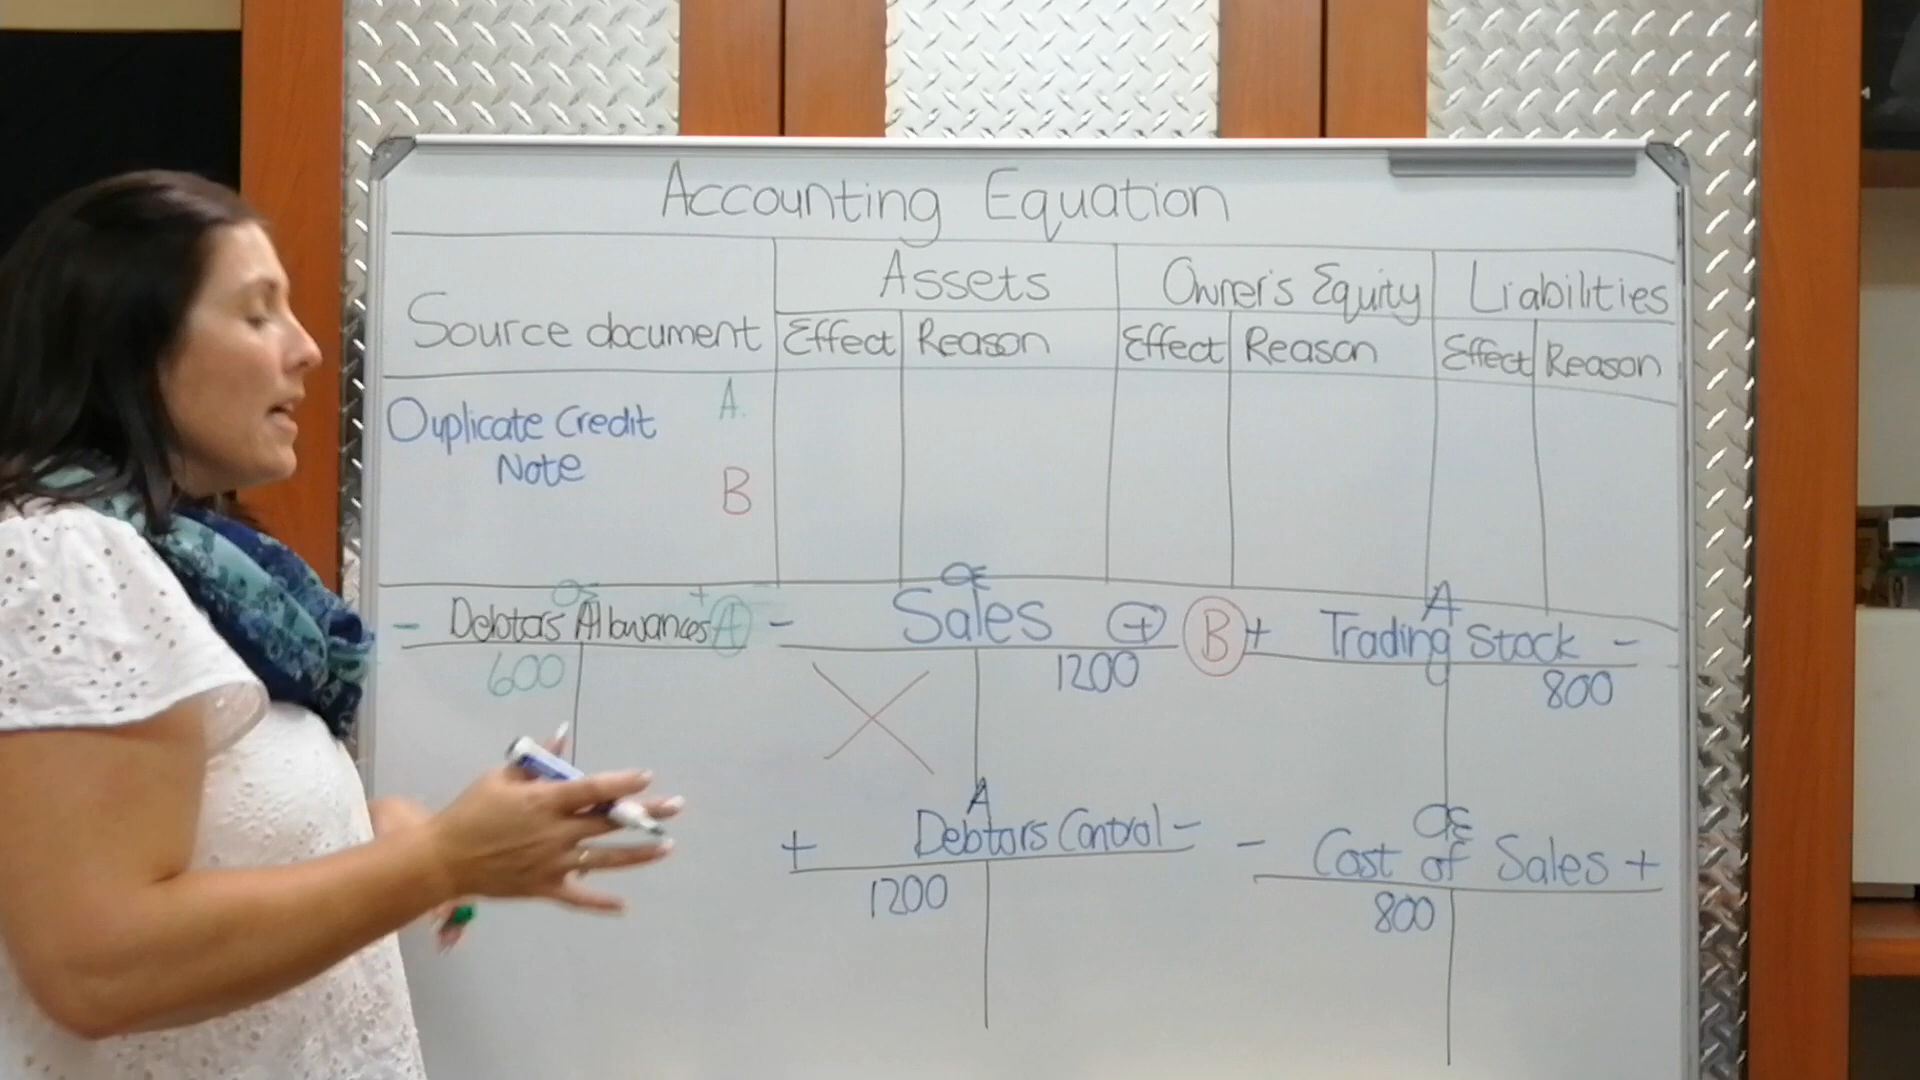 Accounting Equation
Assets Owner's Equity Liabilities
Source document Effect Reason Effect Reason Effect Reason
Duplicate Credit A.
Note B
OE OE A
- Debtors Allowances + A - Sales + B + Trading Stock -
600 1200 800
A OE
+ Debtors Control - - Cost of Sales +
1200 800